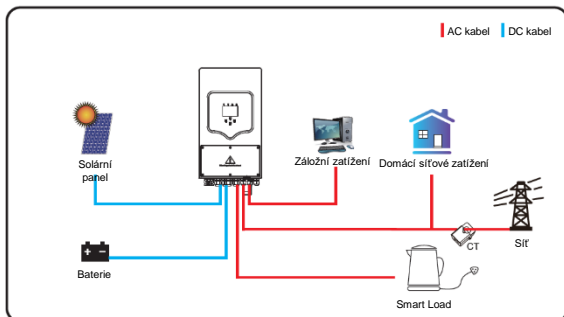 AC kabel
DC kabel
Solární
panel
Záložní zatížení
Domácí síťové zatížení
CT
Síť
Baterie
Smart Load